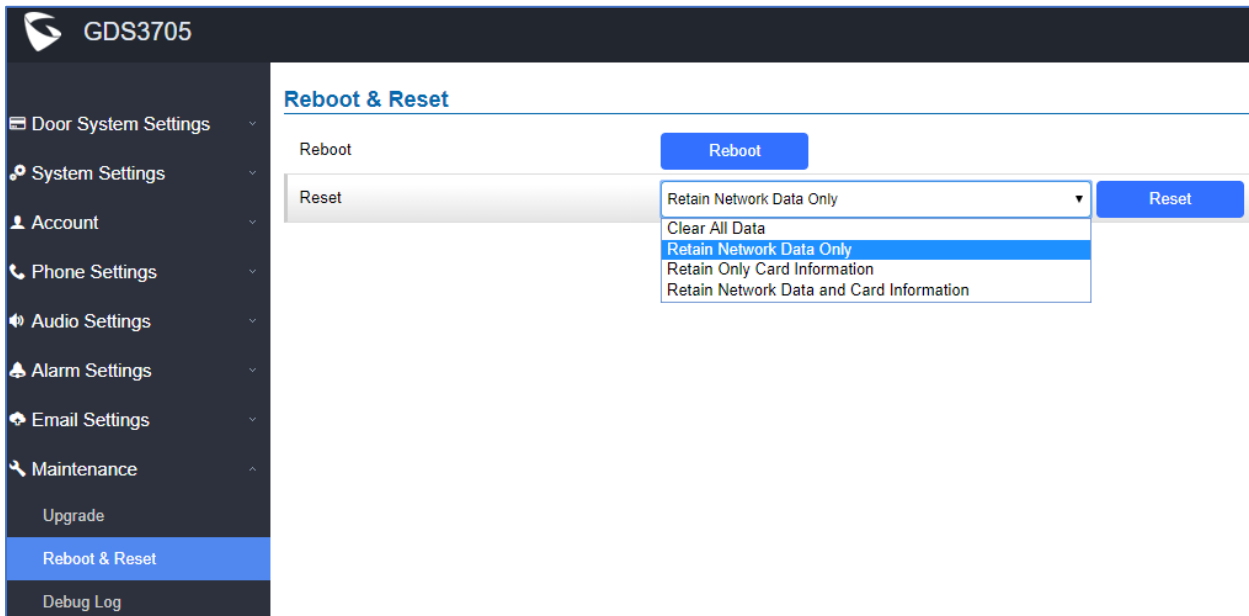 GDS3705
Door System Settings
System Settings
Account
Phone Settings
Audio Settings
Alarm Settings
Email Settings
Maintenance
Upgrade
Reboot & Reset
Debug Log
Reboot & Reset
Reboot
Reboot
Reset
Retain Network Data Only
Reset
Clear All Data
Retain Network Data Only
Retain Only Card Information
Retain Network Data and Card Information